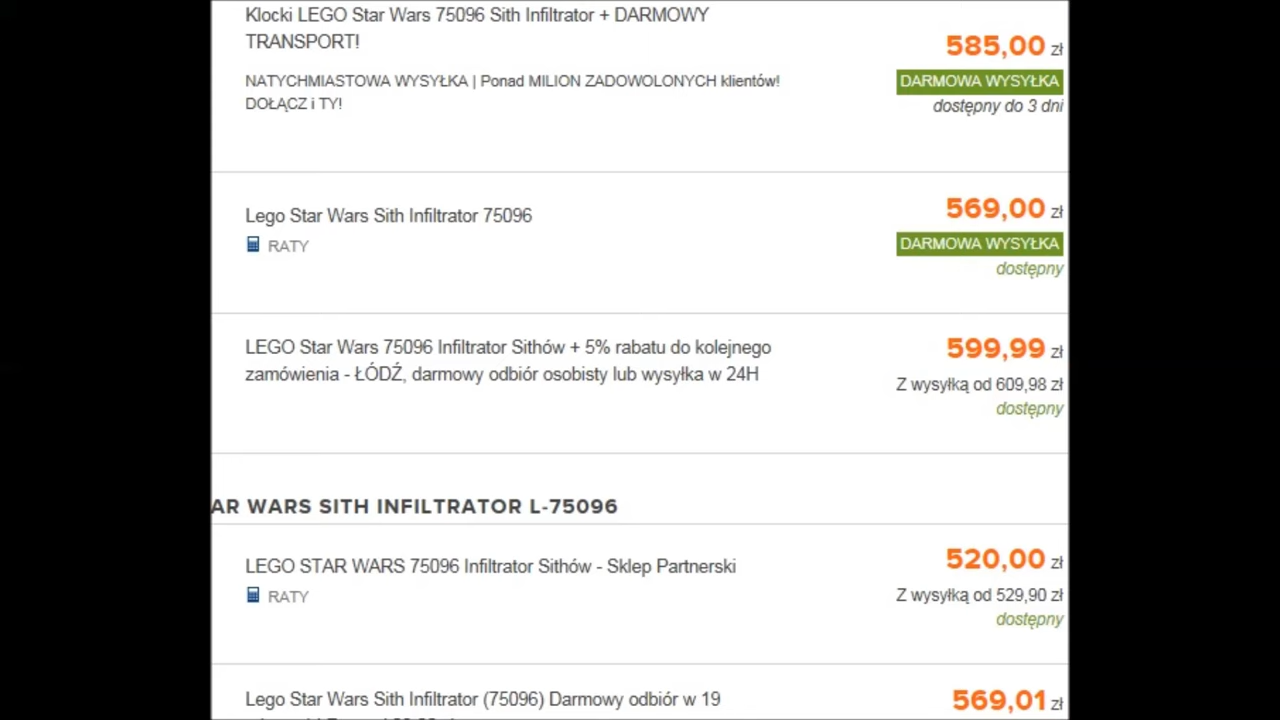 Klocki LEGO Star Wars 75096 Sith Infiltrator + DARMOWY
TRANSPORT!
NATYCHMIASTOWA WYSYŁKA | Ponad MILION ZADOWOLONYCH klientów!
DOŁĄCZ i TY!
585,00 zł
DARMOWA WYSYŁKA
dostępny do 3 dni
Lego Star Wars Sith Infiltrator 75096
RATY
569,00 zł
DARMOWA WYSYŁKA
dostępny
LEGO Star Wars 75096 Infiltrator Sithów + 5% rabatu do kolejnego
zamówienia - ŁÓDŹ, darmowy odbiór osobisty lub wysyłka w 24H
599,99 zł
Z wysyłką od 609,98 zł
dostępny
AR WARS SITH INFILTRATOR L-75096
LEGO STAR WARS 75096 Infiltrator Sithów - Sklep Partnerski
RATY
520,00 zł
Z wysyłką od 529,90 zł
dostępny
Lego Star Wars Sith Infiltrator (75096) Darmowy odbiór w 19
569,01 zł